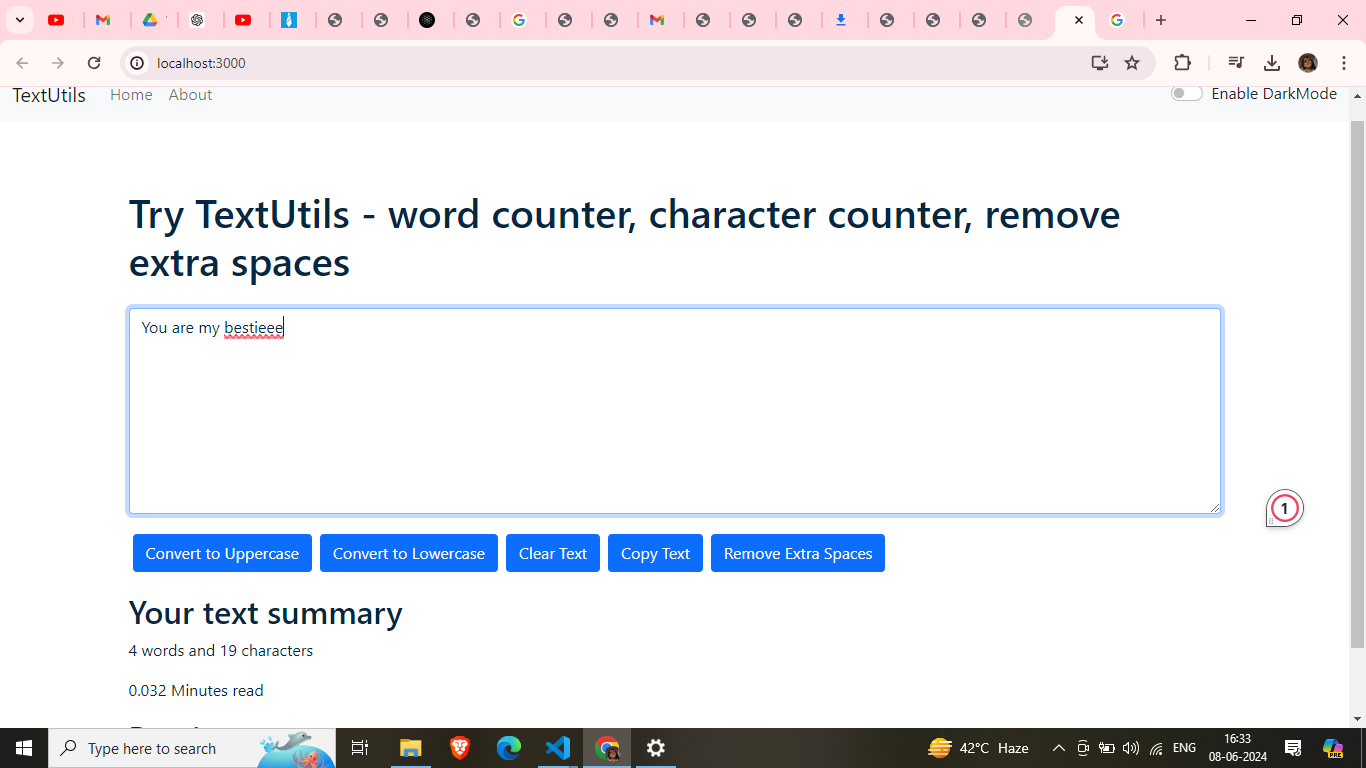 localhost:3000
TextUtils Home About Enable DarkMode
Try TextUtils - word counter, character counter, remove
extra spaces
You are my bestieee
1
Convert to Uppercase Convert to Lowercase Clear Text Copy Text Remove Extra Spaces
Your text summary
4 words and 19 characters
0.032 Minutes read
Type here to search 42°C Haze ENG 16:33
08-06-2024
PRE